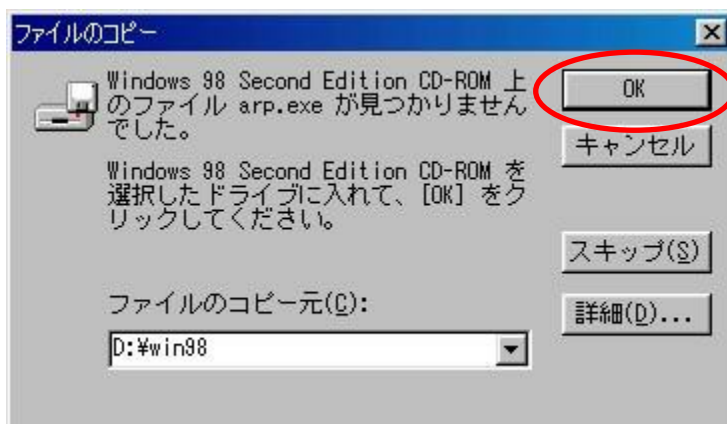 ファイルのコピー
Windows 98 Second Edition CD-ROM 上
のファイル arp.exe が見つかりません
でした。
Windows 98 Second Edition CD-ROM を
選択したドライブに入れて、[OK] をク
リックしてください。
ファイルのコピー元(C):
D:¥win98
OK
キャンセル
スキップ(S)
詳細(D)...